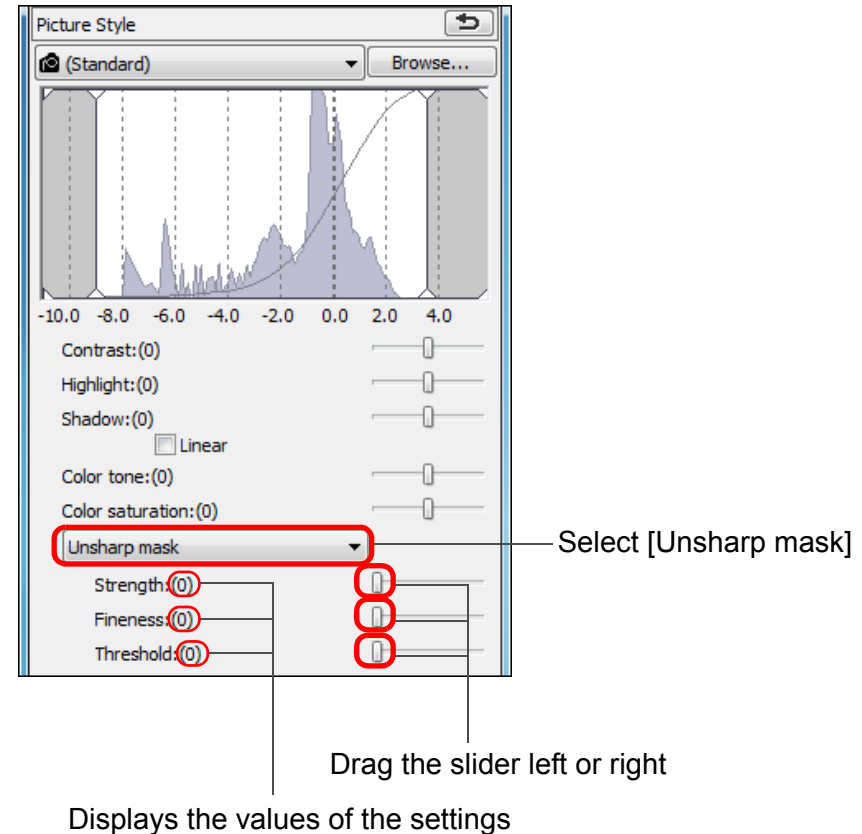 Picture Style
(Standard)
Browse...
-10.0 -8.0 -6.0 -4.0 -2.0 0.0 2.0 4.0
Contrast:(0)
Highlight:(0)
Shadow:(0)
Linear
Color tone:(0)
Color saturation:(0)
Unsharp mask
Select [Unsharp mask]
Strength:(0)
Fineness:(0)
Threshold:(0)
Drag the slider left or right
Displays the values of the settings